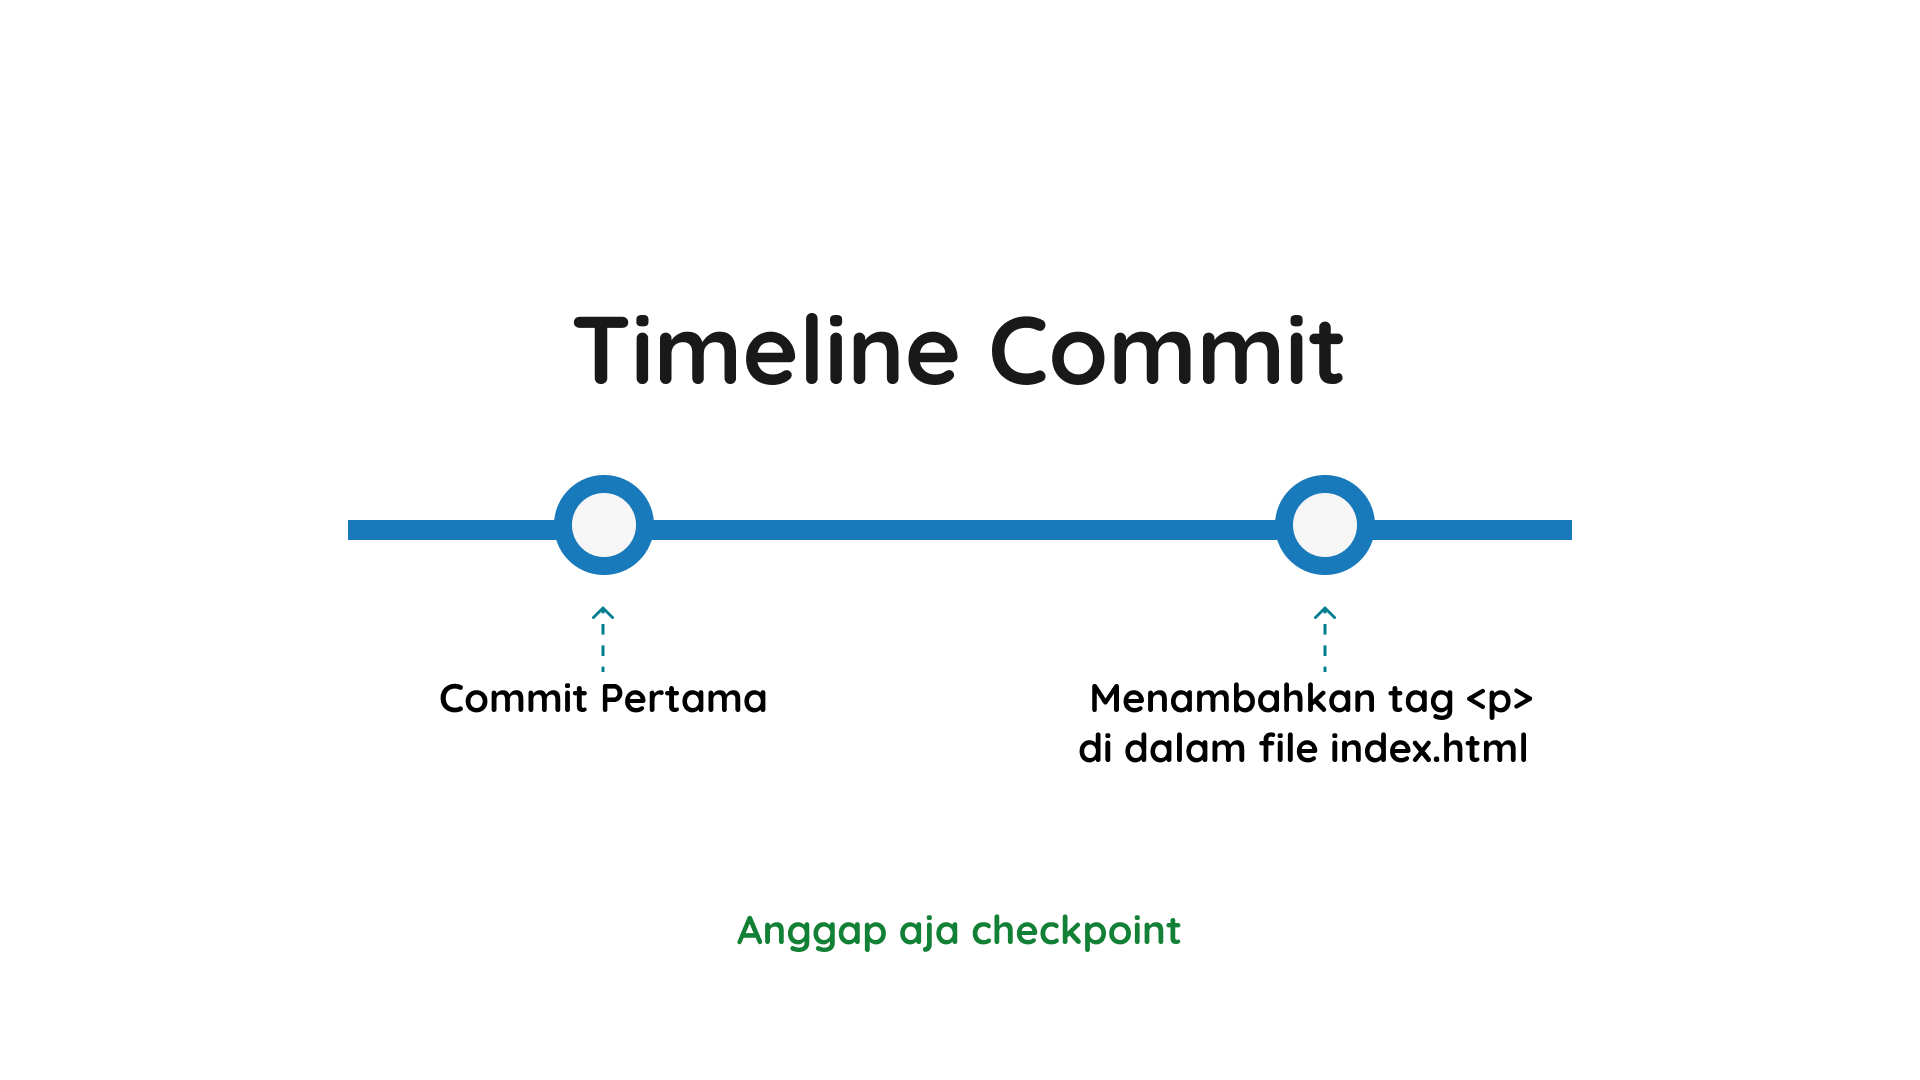 Timeline Commit
Commit Pertama
Menambahkan tag <p>
di dalam file index.html
Anggap aja checkpoint